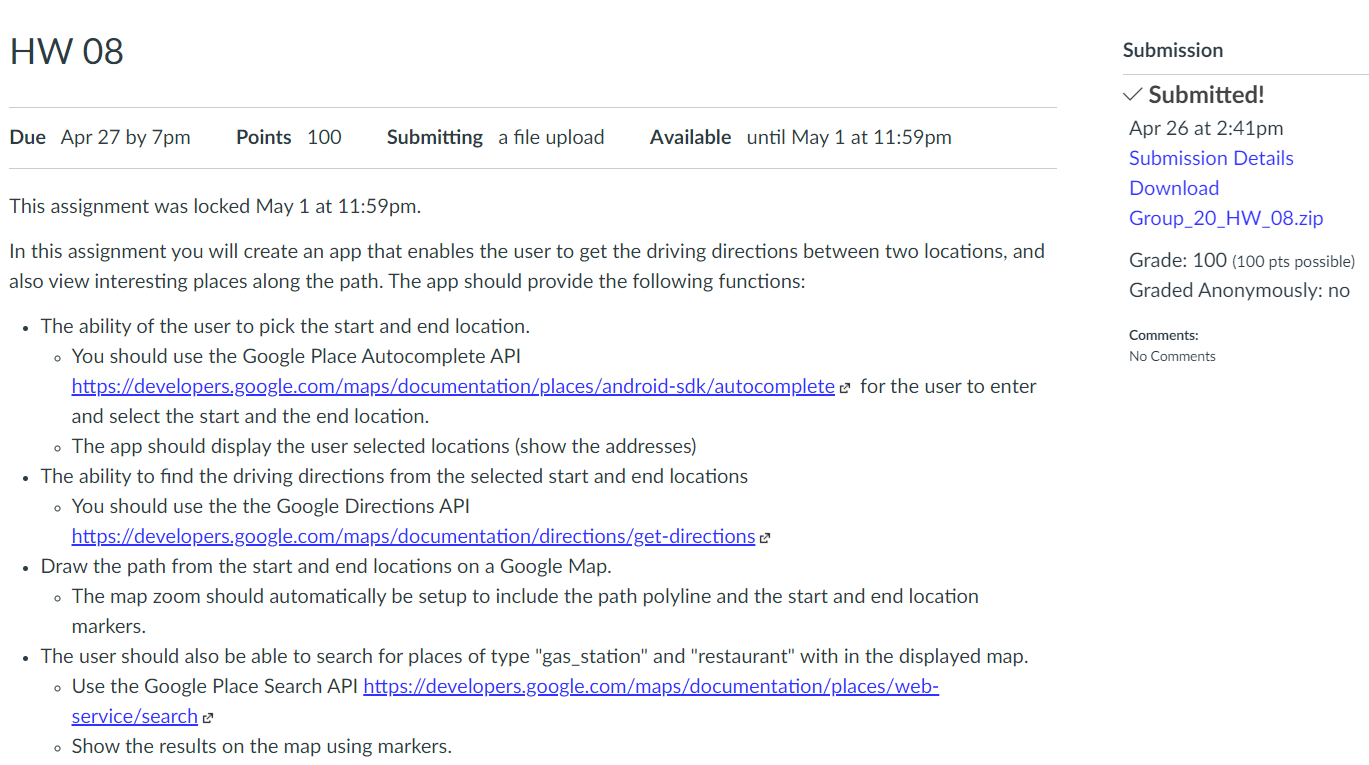 HW 08
Due Apr 27 by 7pm Points 100 Submitting a file upload Available until May 1 at 11:59pm
This assignment was locked May 1 at 11:59pm.
In this assignment you will create an app that enables the user to get the driving directions between two locations, and
also view interesting places along the path. The app should provide the following functions:
• The ability of the user to pick the start and end location.
◦ You should use the Google Place Autocomplete API
https://developers.google.com/maps/documentation/places/android-sdk/autocomplete for the user to enter
and select the start and the end location.
◦ The app should display the user selected locations (show the addresses)
• The ability to find the driving directions from the selected start and end locations
◦ You should use the the Google Directions API
https://developers.google.com/maps/documentation/directions/get-directions
• Draw the path from the start and end locations on a Google Map.
◦ The map zoom should automatically be setup to include the path polyline and the start and end location
markers.
• The user should also be able to search for places of type "gas_station" and "restaurant" with in the displayed map.
◦ Use the Google Place Search API https://developers.google.com/maps/documentation/places/web-
service/search
◦ Show the results on the map using markers.
Submission
✓ Submitted!
Apr 26 at 2:41pm
Submission Details
Download
Group_20_HW_08.zip
Grade: 100 (100 pts possible)
Graded Anonymously: no
Comments:
No Comments